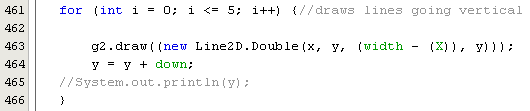 461 for (int i = 0; i <= 5; i++) {//draws lines going vertical
462
463 g2.draw((new Line2D.Double(x, y, (width - (X)), y)));
464 y = y + down;
465 //System.out.println(y);
466 }